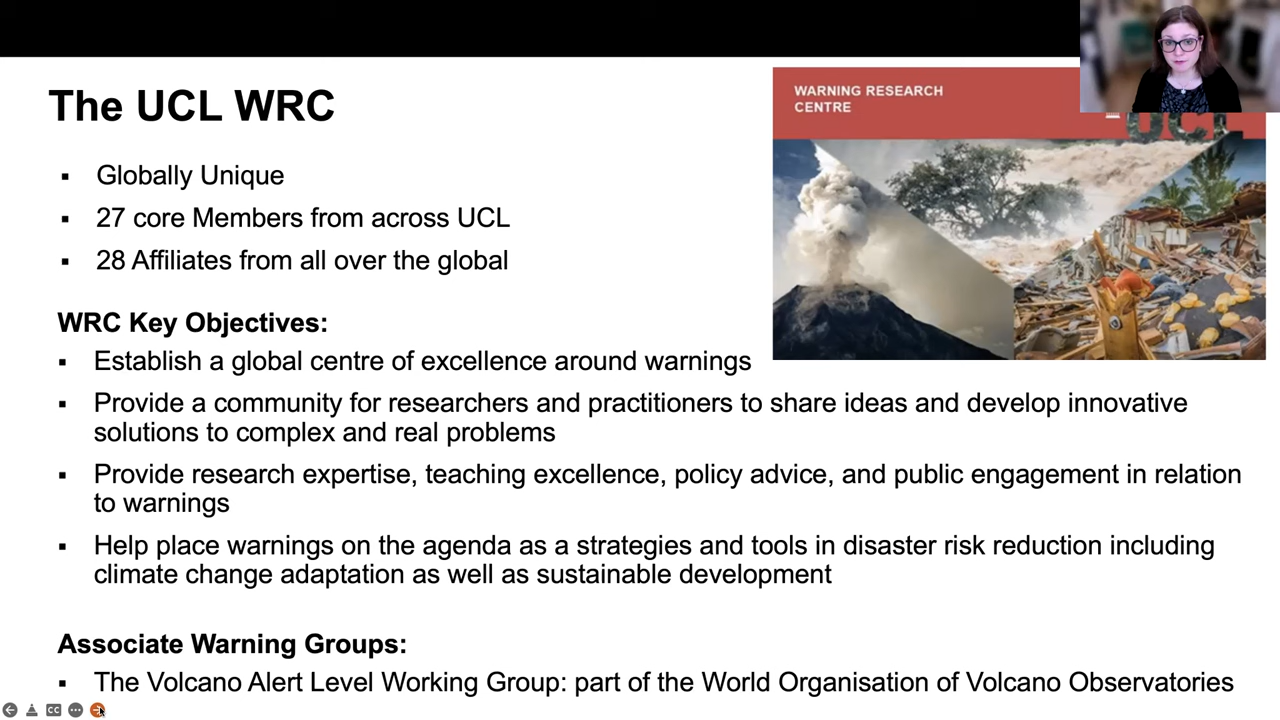 The UCL WRC
WARNING RESEARCH
CENTRE
UCL
▪ Globally Unique
▪ 27 core Members from across UCL
▪ 28 Affiliates from all over the global
WRC Key Objectives:
▪ Establish a global centre of excellence around warnings
▪ Provide a community for researchers and practitioners to share ideas and develop innovative
solutions to complex and real problems
▪ Provide research expertise, teaching excellence, policy advice, and public engagement in relation
to warnings
▪ Help place warnings on the agenda as a strategies and tools in disaster risk reduction including
climate change adaptation as well as sustainable development
Associate Warning Groups:
▪ The Volcano Alert Level Working Group: part of the World Organisation of Volcano Observatories
CC